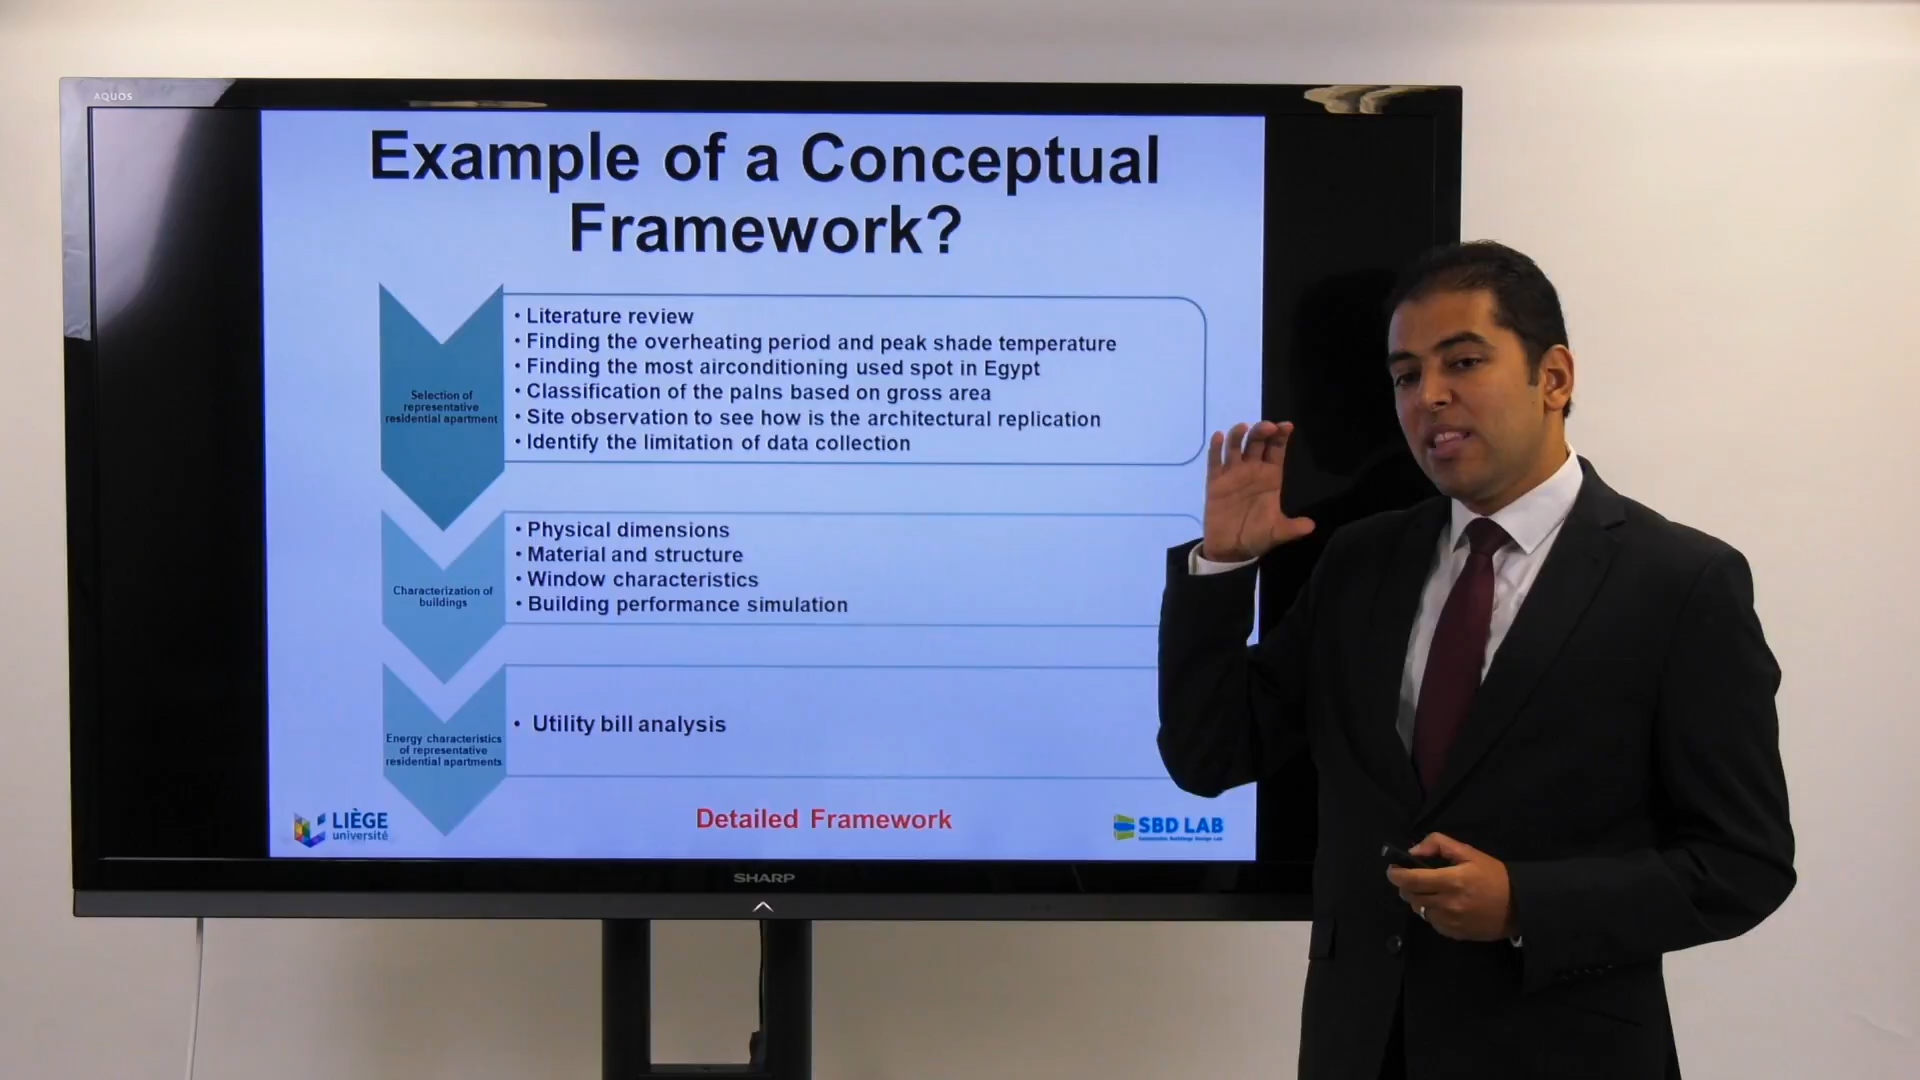 AQUOS
Example of a Conceptual
Framework?
Selection of
representative
residential apartment
• Literature review
• Finding the overheating period and peak shade temperature
• Finding the most airconditioning used spot in Egypt
• Classification of the palns based on gross area
• Site observation to see how is the architectural replication
• Identify the limitation of data collection
Characterization of
buildings
• Physical dimensions
• Material and structure
• Window characteristics
• Building performance simulation
Energy characteristics
of representative
residential apartments
• Utility bill analysis
LIÈGE
université
Detailed Framework
SBD LAB
Sustainable Buildings Design Lab
SHARP